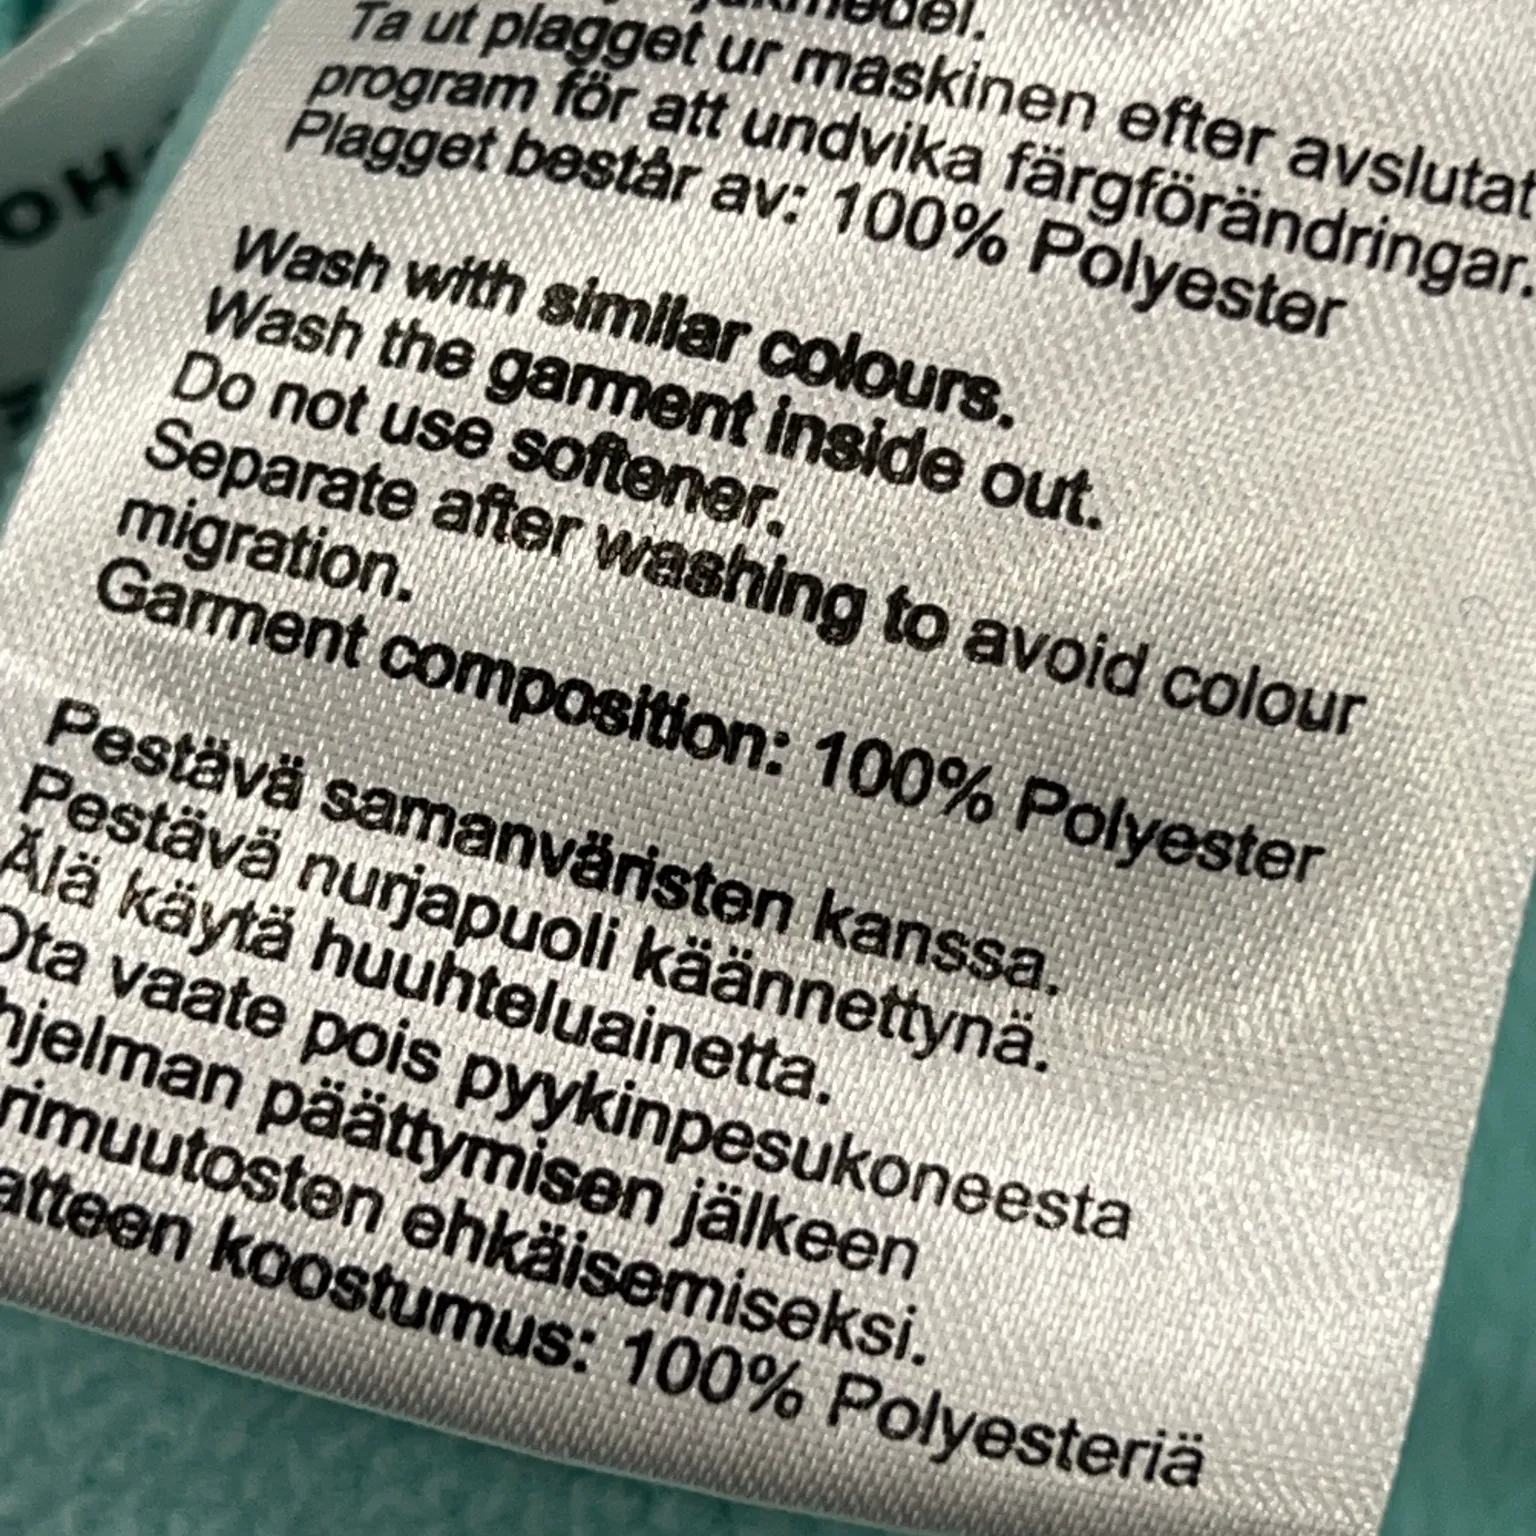 Ta ut plagget ur maskinen efter avslutat
program för att undvika färgförändringar.
Plagget består av: 100% Polyester
Wash with similar colours.
Wash the garment inside out.
Do not use softener.
Separate after washing to avoid colour
migration.
Garment composition: 100% Polyester
Pestävä samanväristen kanssa.
Pestävä nurjapuoli käännettynä.
Älä käytä huuhteluainetta.
Ota vaate pois pyykinpesukoneesta
hjelman päättymisen jälkeen
rimuutosten ehkäisemiseksi.
atteen koostumus: 100% Polyesteriä